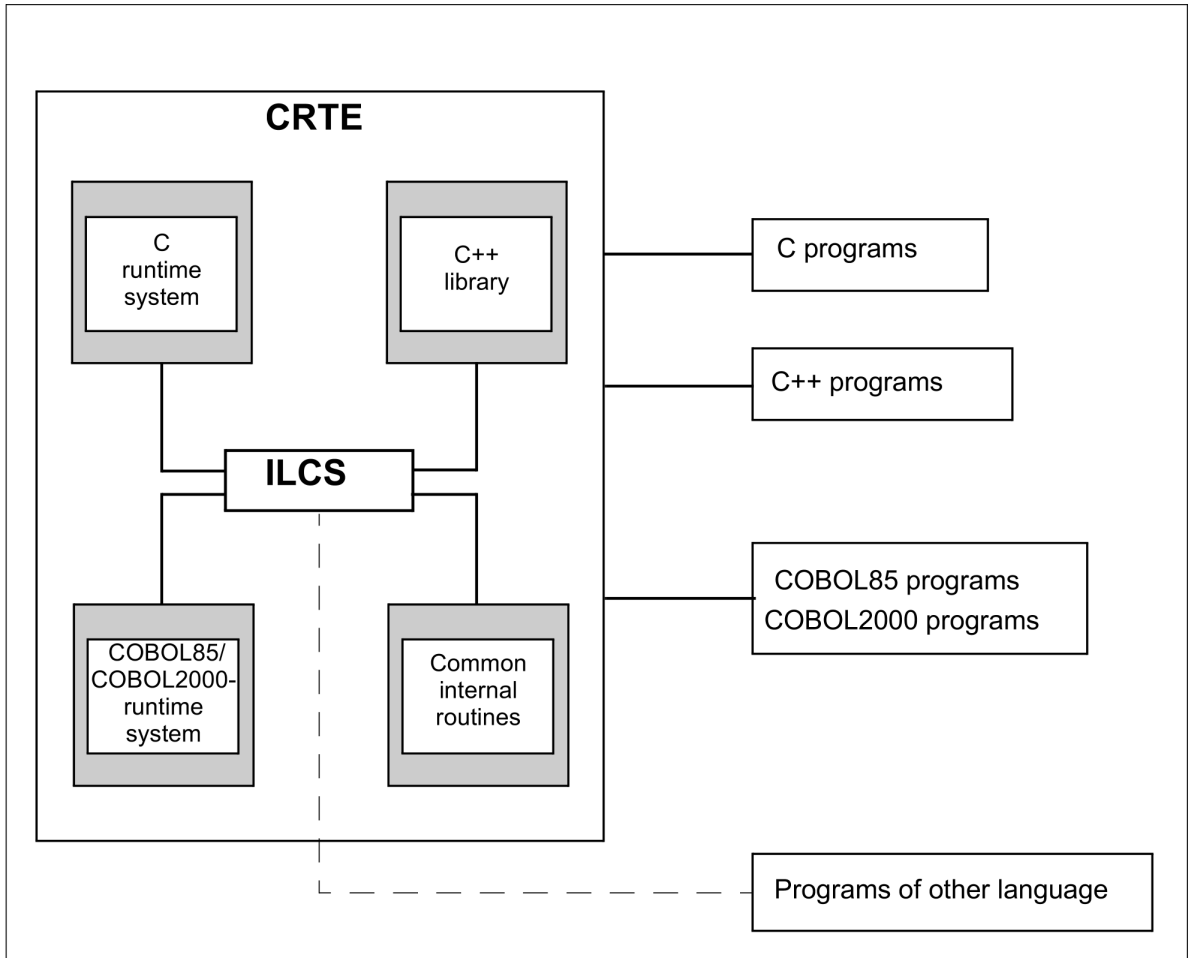 CRTE
C
runtime
system
C++
library
C programs
C++ programs
ILCS
COBOL85 programs
COBOL2000 programs
COBOL85/
COBOL2000-
runtime
system
Common
internal
routines
Programs of other language